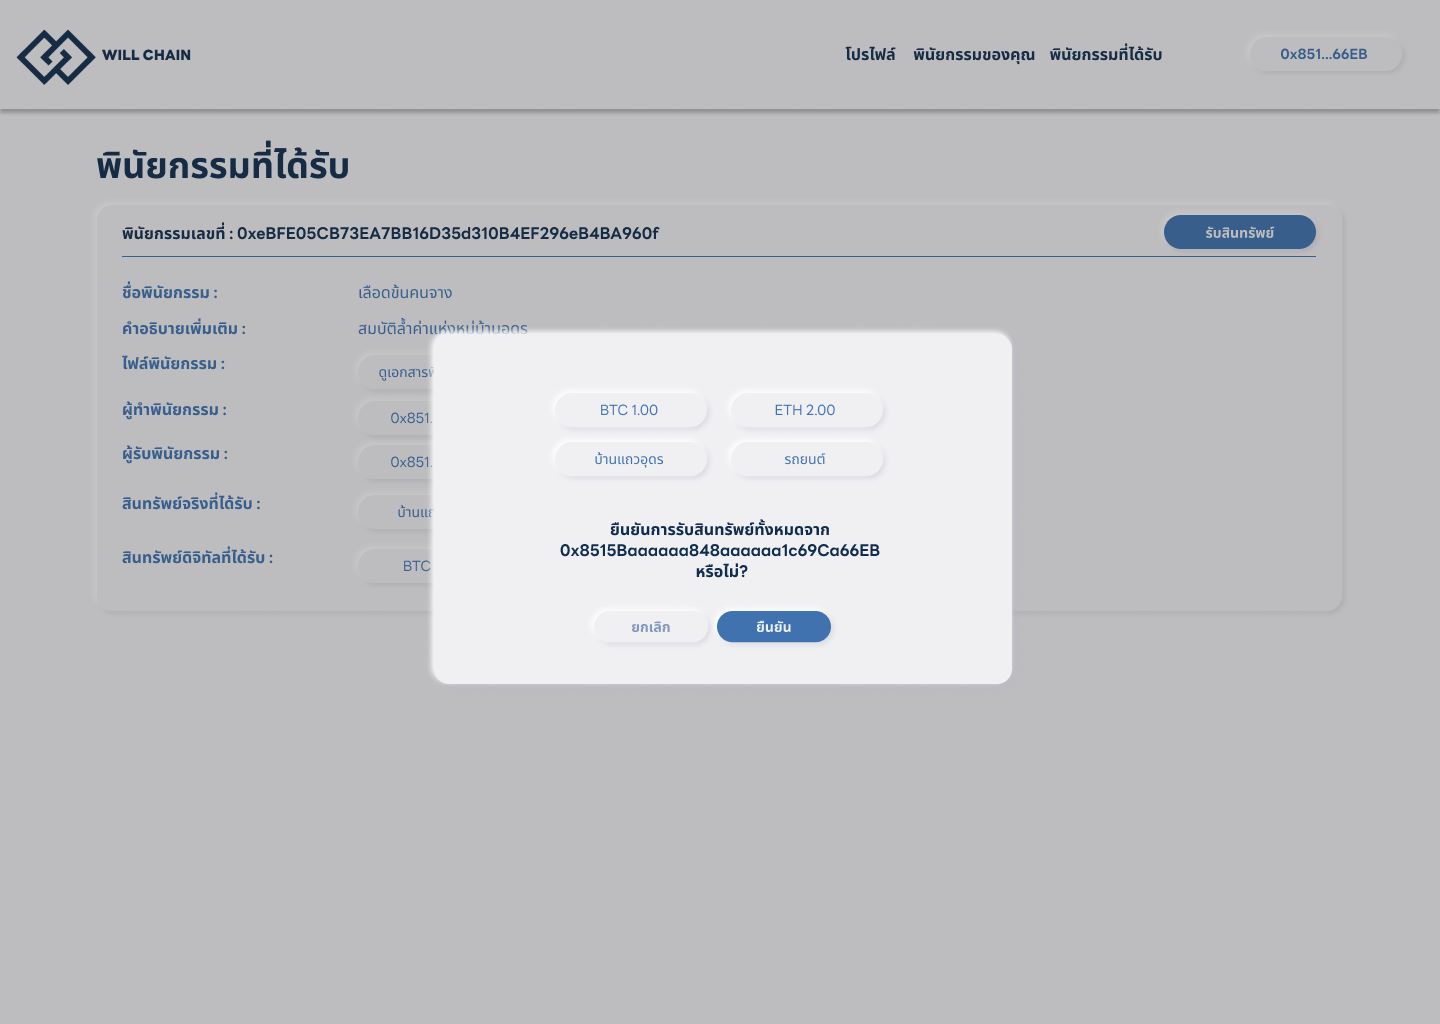 WILL CHAIN
โปรไฟล์ พินัยกรรมของคุณ พินัยกรรมที่ได้รับ 0x851...66EB
พินัยกรรมที่ได้รับ
พินัยกรรมเลขที่ : 0xeBFE05CB73EA7BB16D35d310B4EF296eB4BA960f
รับสินทรัพย์
ชื่อพินัยกรรม : เลือดข้นคนจาง
คำอธิบายเพิ่มเติม : สมบัติล้ำค่าแห่งหมู่บ้านอุดร
ไฟล์พินัยกรรม : ดูเอกสารพ
ผู้ทำพินัยกรรม : 0x851.
ผู้รับพินัยกรรม : 0x851.
สินทรัพย์จริงที่ได้รับ : บ้านแถ
สินทรัพย์ดิจิทัลที่ได้รับ : BTC
BTC 1.00 ETH 2.00
บ้านแถวอุดร รถยนต์
ยืนยันการรับสินทรัพย์ทั้งหมดจาก
0x8515Baaaaaa848aaaaaa1c69Ca66EB
หรือไม่?
ยกเลิก ยืนยัน